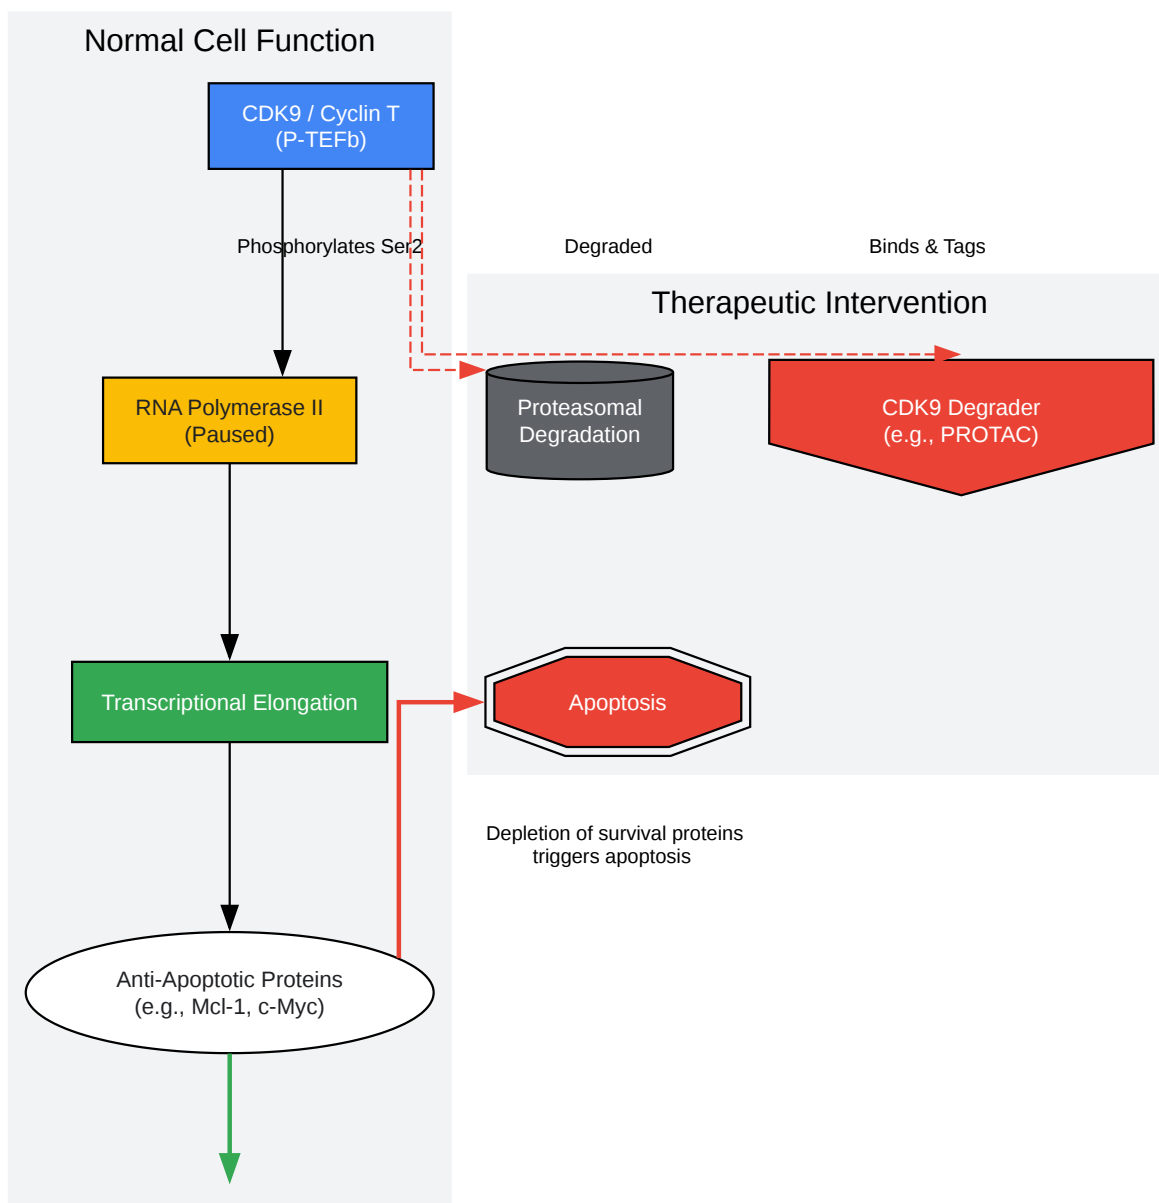 Normal Cell Function
CDK9 / Cyclin T
(P-TEFb)
Phosphorylates Ser2
Degraded
Binds & Tags
Therapeutic Intervention
RNA Polymerase II
(Paused)
Proteasomal
Degradation
CDK9 Degrader
(e.g., PROTAC)
Transcriptional Elongation
Apoptosis
Depletion of survival proteins
triggers apoptosis
Anti-Apoptotic Proteins
(e.g., Mcl-1, c-Myc)